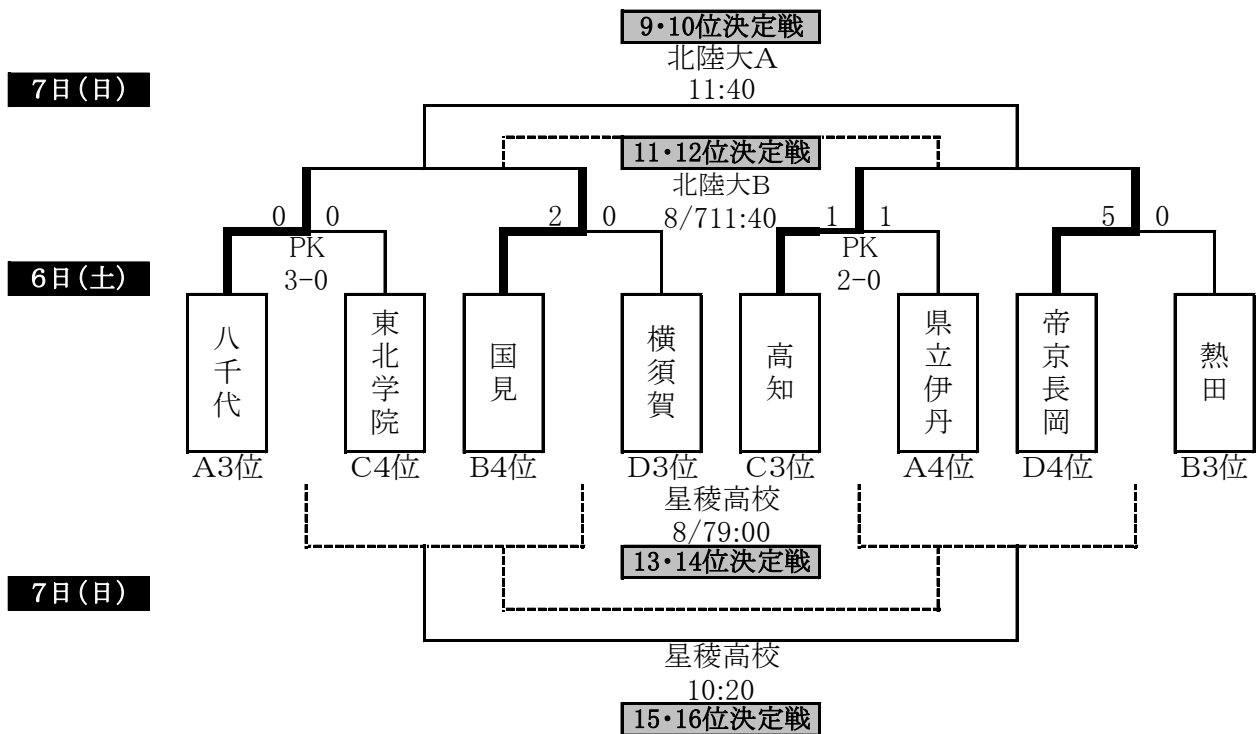 9・10位決定戦
北陸大A
7日(日)
11:40
11・12位決定戦
北陸大B
0 0 2 0 8/711:40 1 1 5 0
PK PK
6日(土) 3-0 2-0
八千代 東北学院 国見 横須賀 高知 県立伊丹 帝京長岡 熱田
A3位 C4位 B4位 D3位 C3位 A4位 D4位 B3位
星稜高校
8/79:00
13・14位決定戦
7日(日)
星稜高校
10:20
15・16位決定戦